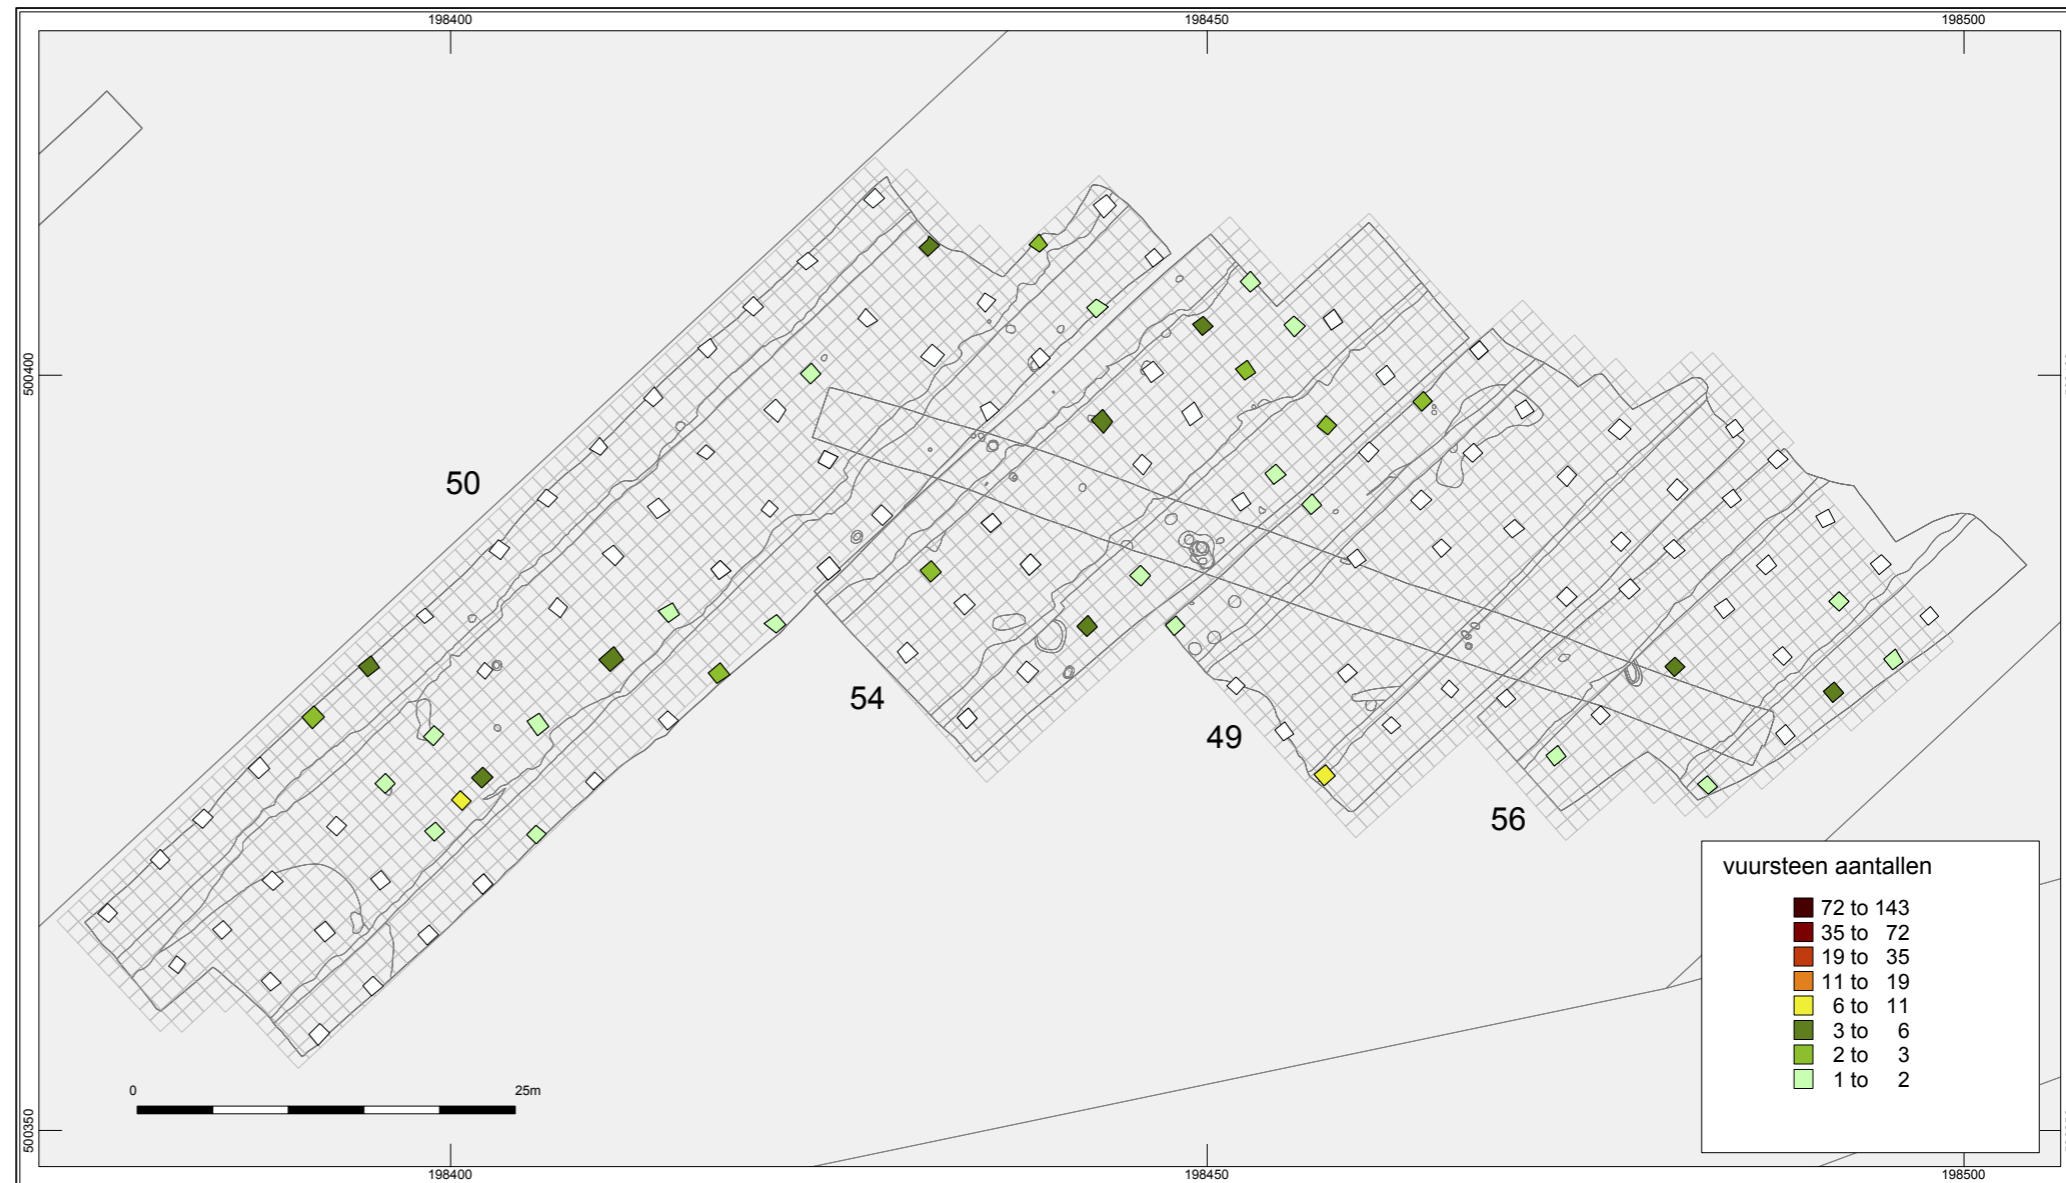 198400 198450 198500
500400
50
54
49
56
vuursteen aantallen
72 to 143
35 to 72
19 to 35
11 to 19
6 to 11
3 to 6
2 to 3
1 to 2
0 25m
500350
198400 198450 198500